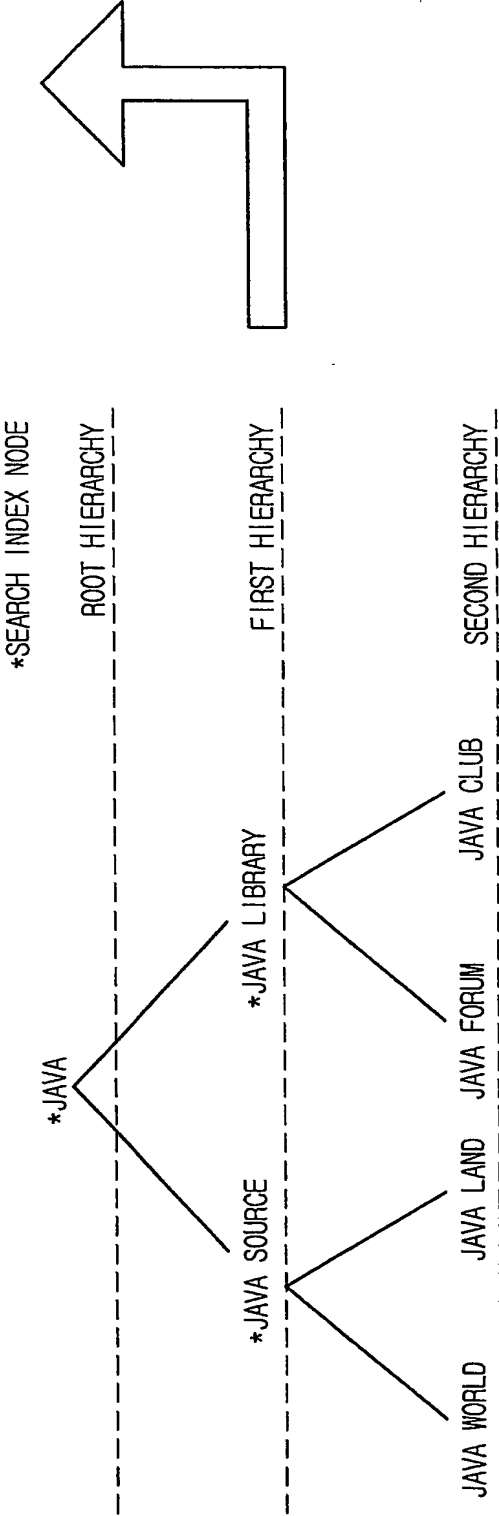 *SEARCH INDEX NODE
*JAVA
ROOT HIERARCHY
*JAVA SOURCE
*JAVA LIBRARY
FIRST HIERARCHY
JAVA WORLD
JAVA LAND
JAVA FORUM
JAVA CLUB
SECOND HIERARCHY